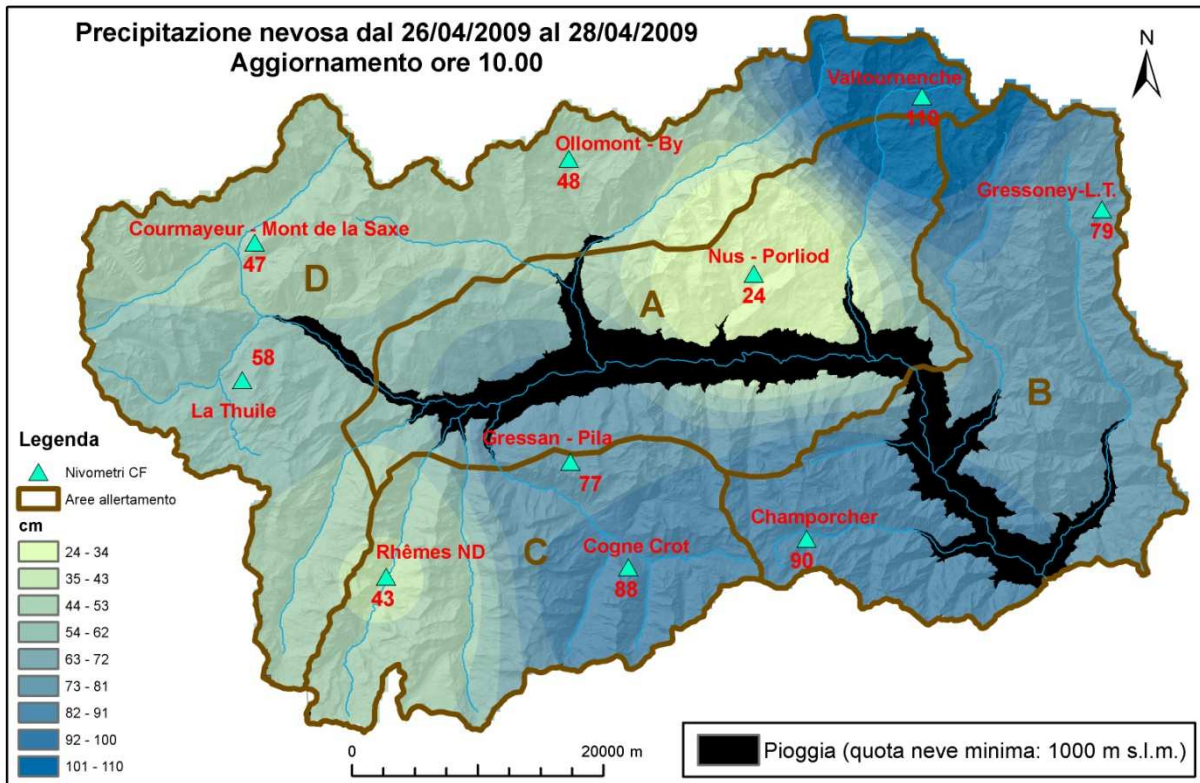 Precipitazione nevosa dal 26/04/2009 al 28/04/2009
Aggiornamento ore 10.00
N
Valtournenche
110
Ollomont - By
48
Gressoney-L.T.
79
Courmayeur - Mont de la Saxe
47
D
Nus - Porliod
24
A
58
La Thuile
B
Gressan - Pila
77
Champorcher
90
Rhêmes ND
43
C
Cogne Crot
88
Legenda
Nivometri CF
Aree allertamento
cm
24 - 34
35 - 43
44 - 53
54 - 62
63 - 72
73 - 81
82 - 91
92 - 100
101 - 110
0
20000 m
Pioggia (quota neve minima: 1000 m s.l.m.)